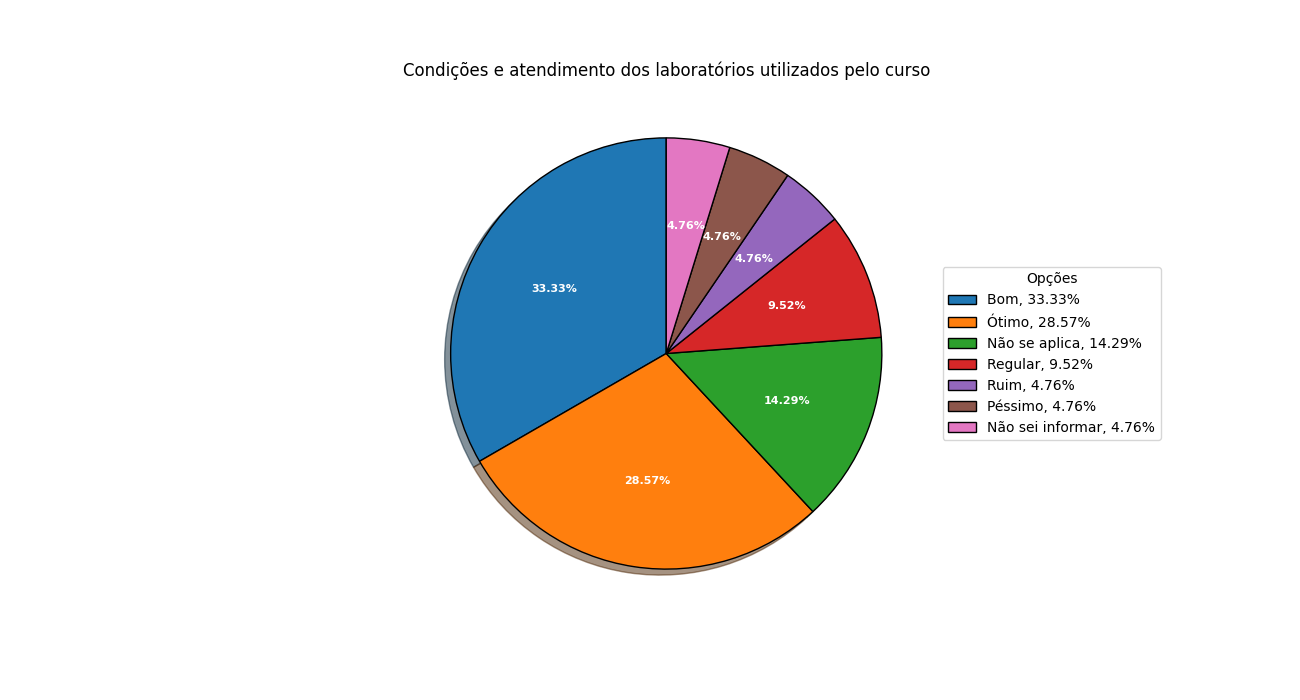 Condições e atendimento dos laboratórios utilizados pelo curso
4.76%
4.76%
4.76%
33.33%
9.52%
14.29%
28.57%
Opções
Bom, 33.33%
Ótimo, 28.57%
Não se aplica, 14.29%
Regular, 9.52%
Ruim, 4.76%
Péssimo, 4.76%
Não sei informar, 4.76%